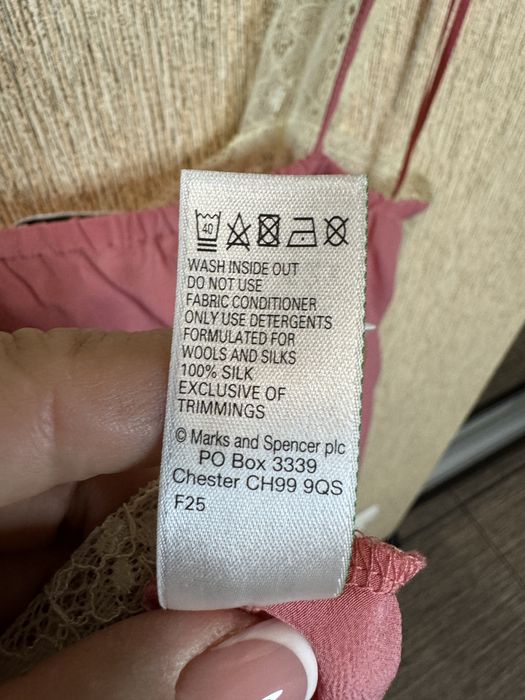 40
WASH INSIDE OUT
DO NOT USE
FABRIC CONDITIONER
ONLY USE DETERGENTS
FORMULATED FOR
WOOLS AND SILKS
100% SILK
EXCLUSIVE OF
TRIMMINGS
© Marks and Spencer plc
PO Box 3339
Chester CH99 9QS
F25